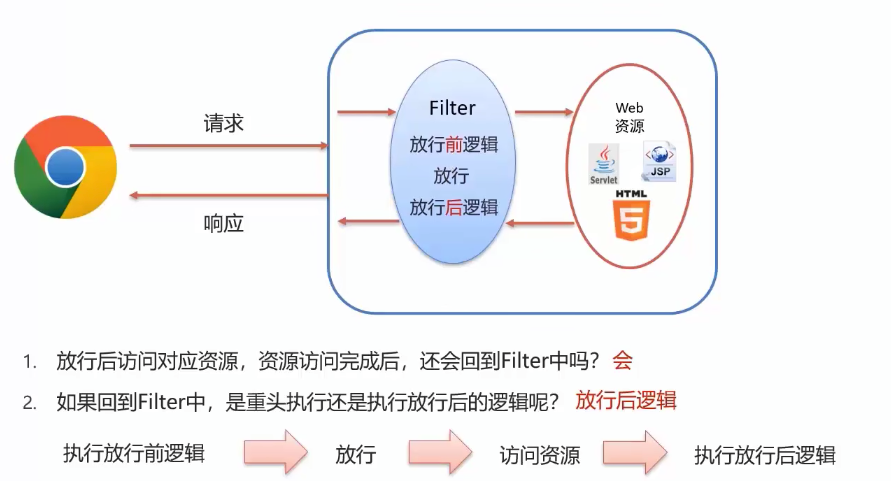 请求
响应
Filter
放行前逻辑
放行
放行后逻辑
Web
资源
Servlet
JSP
HTML
5
1. 放行后访问对应资源，资源访问完成后，还会回到Filter中吗？ 会
2. 如果回到Filter中，是重头执行还是执行放行后的逻辑呢？ 放行后逻辑
执行放行前逻辑 放行 访问资源 执行放行后逻辑